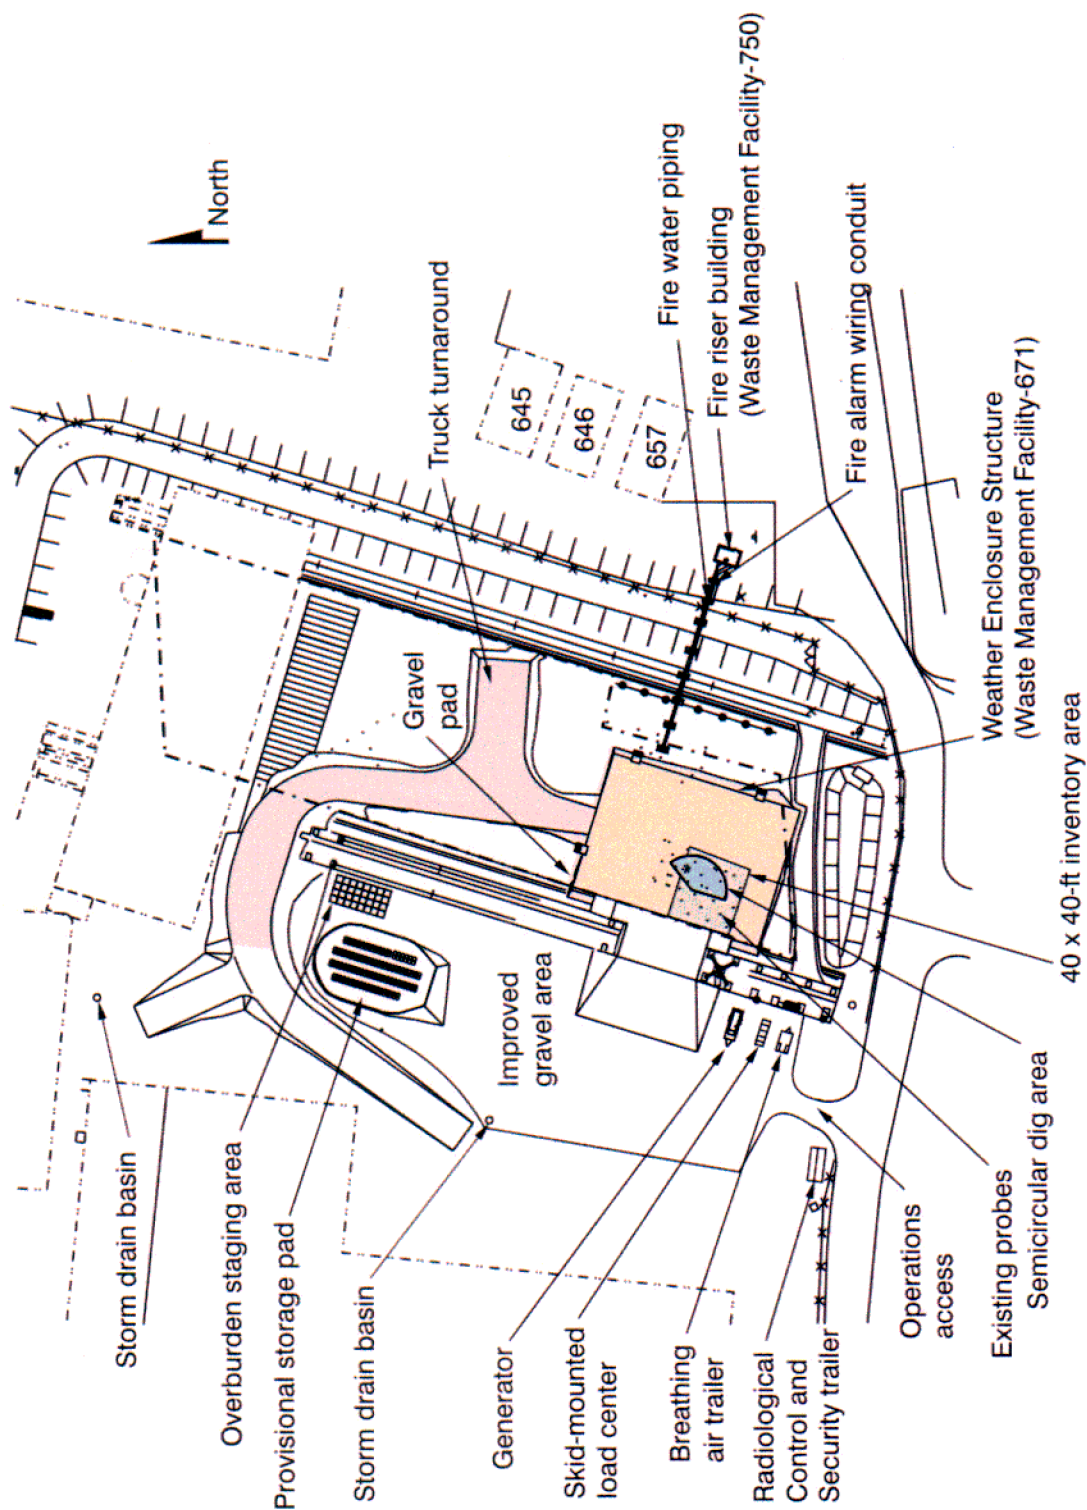 Storm drain basin
Overburden staging area
Provisional storage pad
Storm drain basin
Generator
Skid-mounted
load center
Breathing
air trailer
Radiological
Control and
Security trailer
Operations
access
Existing probes
Semicircular dig area
40 x 40-ft inventory area
Improved
gravel area
Gravel
pad
Truck turnaround
North
645
646
657
Fire water piping
Fire riser building
(Waste Management Facility-750)
Fire alarm wiring conduit
Weather Enclosure Structure
(Waste Management Facility-671)